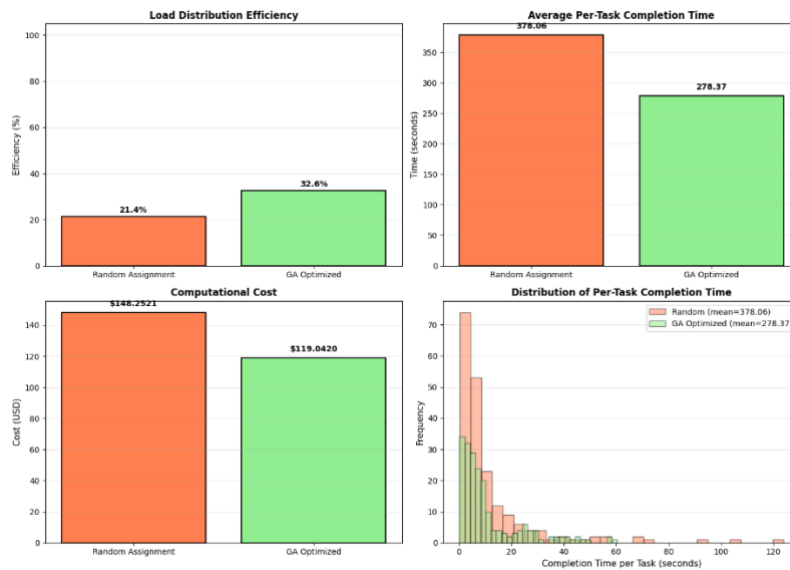 Load Distribution Efficiency
100
80
60
40
20
0
Efficiency (%)
21.4%
32.6%
Random Assignment
GA Optimized
Average Per-Task Completion Time
350
300
250
200
150
100
50
0
Time (seconds)
378.06
278.37
Random Assignment
GA Optimized
Computational Cost
140
120
100
80
60
40
20
0
Cost (USD)
$148.2521
$119.0420
Random Assignment
GA Optimized
Distribution of Per-Task Completion Time
70
60
50
40
30
20
10
0
Frequency
Random (mean=378.06)
GA Optimized (mean=278.37)
0 20 40 60 80 100 120
Completion Time per Task (seconds)